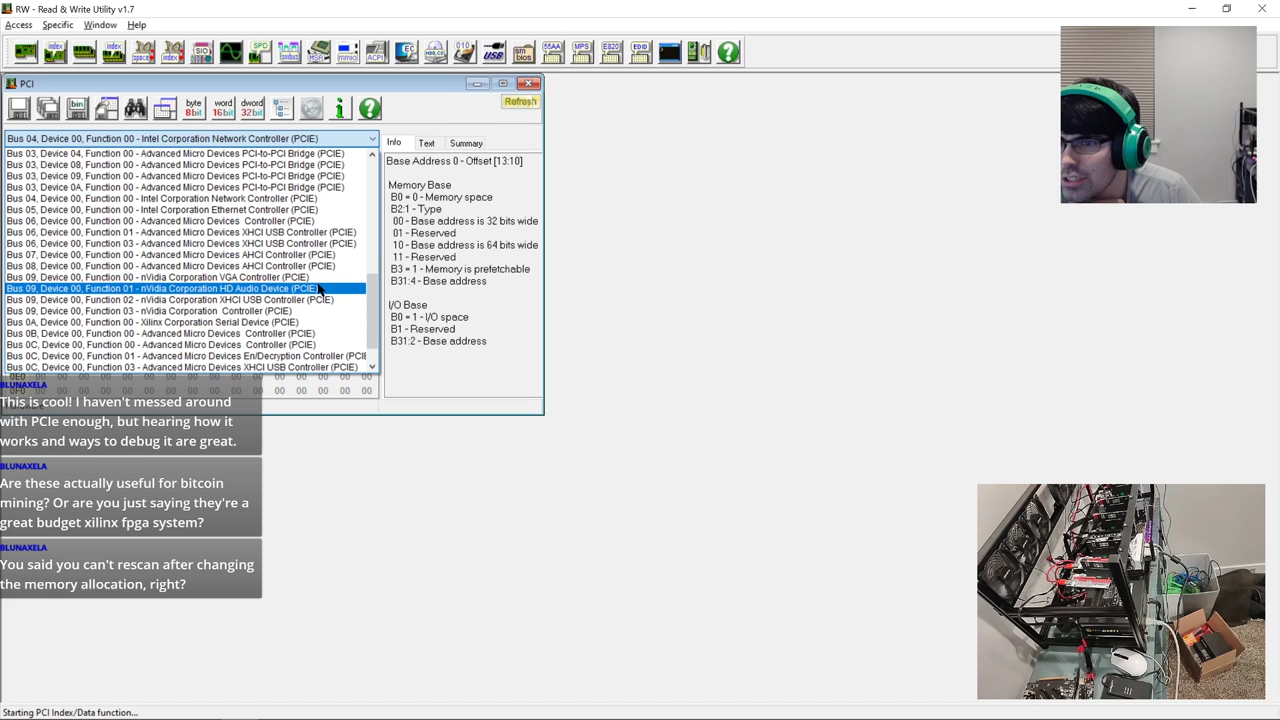 RW - Read & Write Utility v1.7
Access Specific Window Help
PCI
byte 8bit word 16bit dword 32bit
Refresh
Bus 04, Device 00, Function 00 - Intel Corporation Network Controller (PCIE)
Bus 03, Device 04, Function 00 - Advanced Micro Devices PCI-to-PCI Bridge (PCIE)
Bus 03, Device 08, Function 00 - Advanced Micro Devices PCI-to-PCI Bridge (PCIE)
Bus 03, Device 09, Function 00 - Advanced Micro Devices PCI-to-PCI Bridge (PCIE)
Bus 03, Device 0A, Function 00 - Advanced Micro Devices PCI-to-PCI Bridge (PCIE)
Bus 04, Device 00, Function 00 - Intel Corporation Network Controller (PCIE)
Bus 05, Device 00, Function 00 - Intel Corporation Ethernet Controller (PCIE)
Bus 06, Device 00, Function 00 - Advanced Micro Devices Controller (PCIE)
Bus 06, Device 00, Function 01 - Advanced Micro Devices XHCI USB Controller (PCIE)
Bus 06, Device 00, Function 03 - Advanced Micro Devices XHCI USB Controller (PCIE)
Bus 07, Device 00, Function 00 - Advanced Micro Devices AHCI Controller (PCIE)
Bus 08, Device 00, Function 00 - Advanced Micro Devices AHCI Controller (PCIE)
Bus 09, Device 00, Function 00 - nVidia Corporation VGA Controller (PCIE)
Bus 09, Device 00, Function 01 - nVidia Corporation HD Audio Device (PCIE)
Bus 09, Device 00, Function 02 - nVidia Corporation XHCI USB Controller (PCIE)
Bus 09, Device 00, Function 03 - nVidia Corporation Controller (PCIE)
Bus 0A, Device 00, Function 00 - Xilinx Corporation Serial Device (PCIE)
Bus 0B, Device 00, Function 00 - Advanced Micro Devices Controller (PCIE)
Bus 0C, Device 00, Function 00 - Advanced Micro Devices Controller (PCIE)
Bus 0C, Device 00, Function 01 - Advanced Micro Devices En/Decryption Controller (PCIE
Bus 0C, Device 00, Function 03 - Advanced Micro Devices XHCI USB Controller (PCIE)
00 00 00 00 00 00 00 00
0F0 00 00 00 00 00 00 00 00
Info Text Summary
Base Address 0 - Offset [13:10]
Memory Base
B0 = 0 - Memory space
B2:1 - Type
00 - Base address is 32 bits wide
01 - Reserved
10 - Base address is 64 bits wide
11 - Reserved
B3 = 1 - Memory is prefetchable
B31:4 - Base address
I/O Base
B0 = 1 - I/O space
B1 - Reserved
B31:2 - Base address
BLUNAXELA
This is cool! I haven't messed around
with PCIe enough, but hearing how it
works and ways to debug it are great.
BLUNAXELA
Are these actually useful for bitcoin
mining? Or are you just saying they're a
great budget xilinx fpga system?
BLUNAXELA
You said you can't rescan after changing
the memory allocation, right?
Starting PCI Index/Data function...